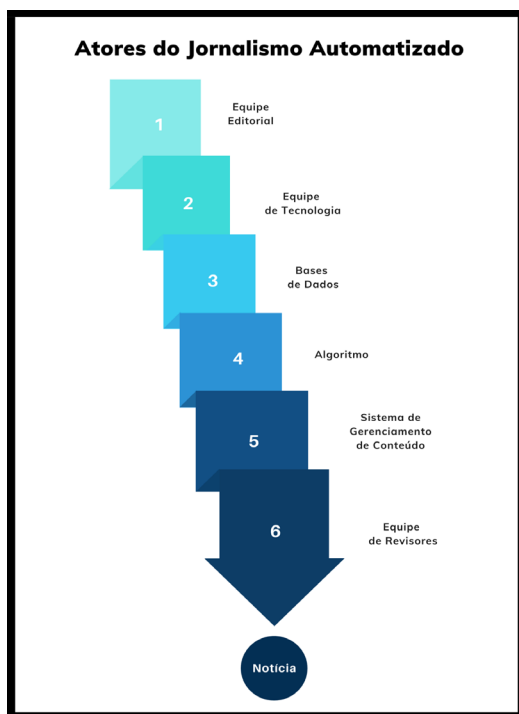 Atores do Jornalismo Automatizado
1
Equipe
Editorial
2
Equipe
de Tecnologia
3
Bases
de Dados
4
Algoritmo
5
Sistema de
Gerenciamento
de Conteúdo
6
Equipe
de Revisores
Notícia